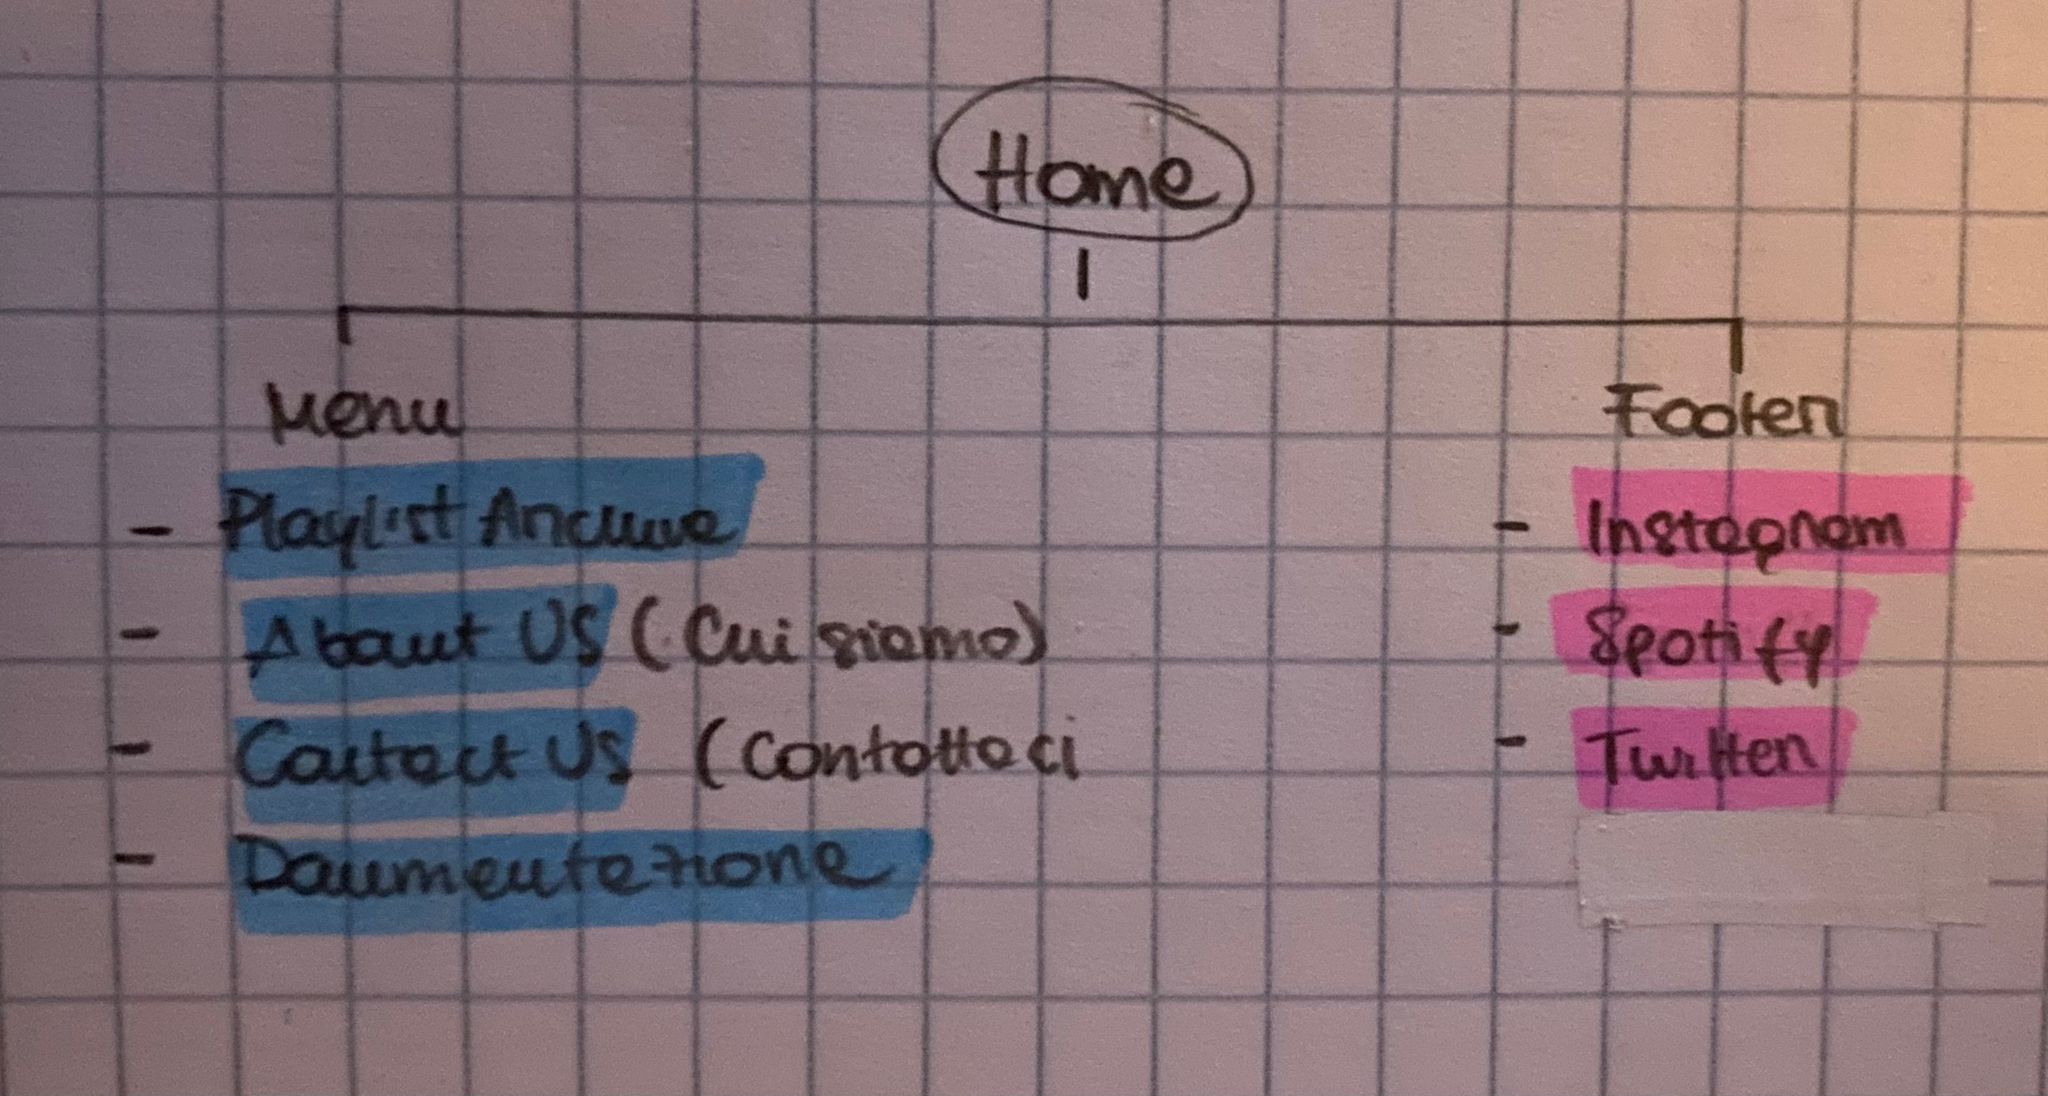 Home
Menu
Footer
- Playlist Archive
- About US (Chi siamo)
- Contact Us (Contattaci
- Documentazione
- Instagram
- Spotify
- Twitter